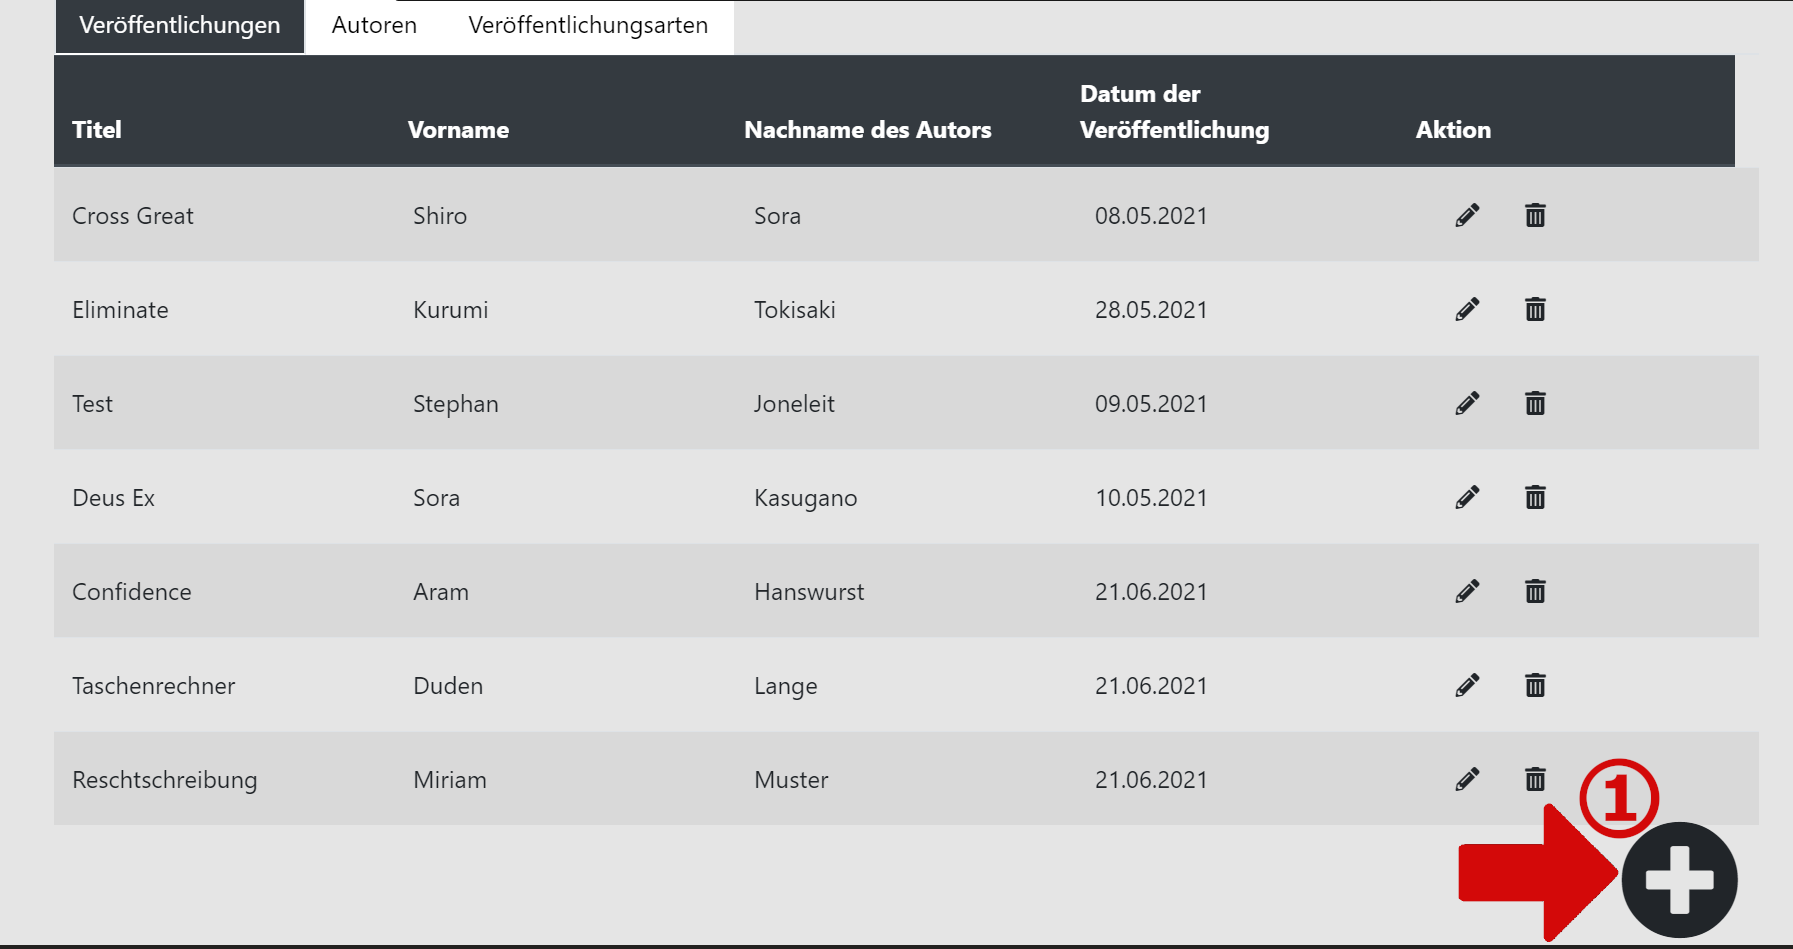 Veröffentlichungen Autoren Veröffentlichungsarten
Titel Vorname Nachname des Autors Datum der Veröffentlichung Aktion
Cross Great Shiro Sora 08.05.2021
Eliminate Kurumi Tokisaki 28.05.2021
Test Stephan Joneleit 09.05.2021
Deus Ex Sora Kasugano 10.05.2021
Confidence Aram Hanswurst 21.06.2021
Taschenrechner Duden Lange 21.06.2021
Reschtschreibung Miriam Muster 21.06.2021
1